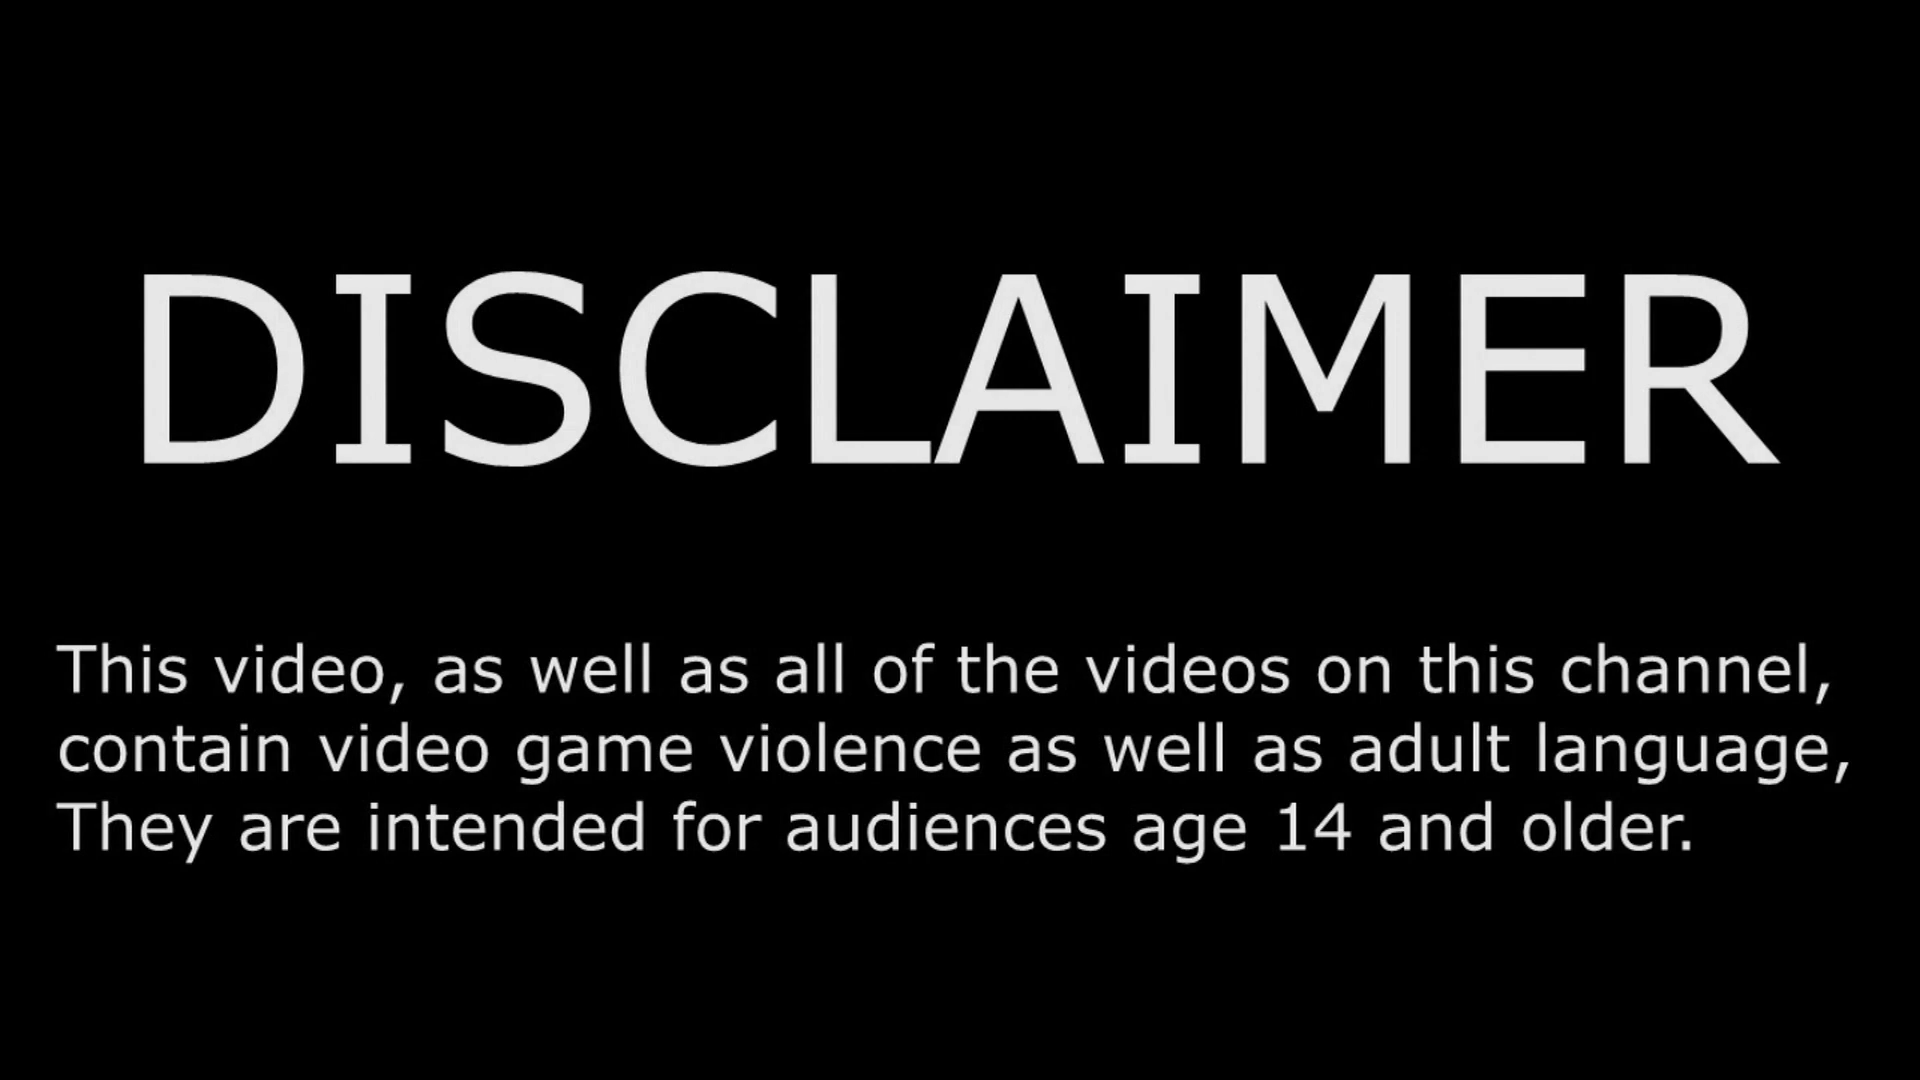 DISCLAIMER
This video, as well as all of the videos on this channel,
contain video game violence as well as adult language,
They are intended for audiences age 14 and older.